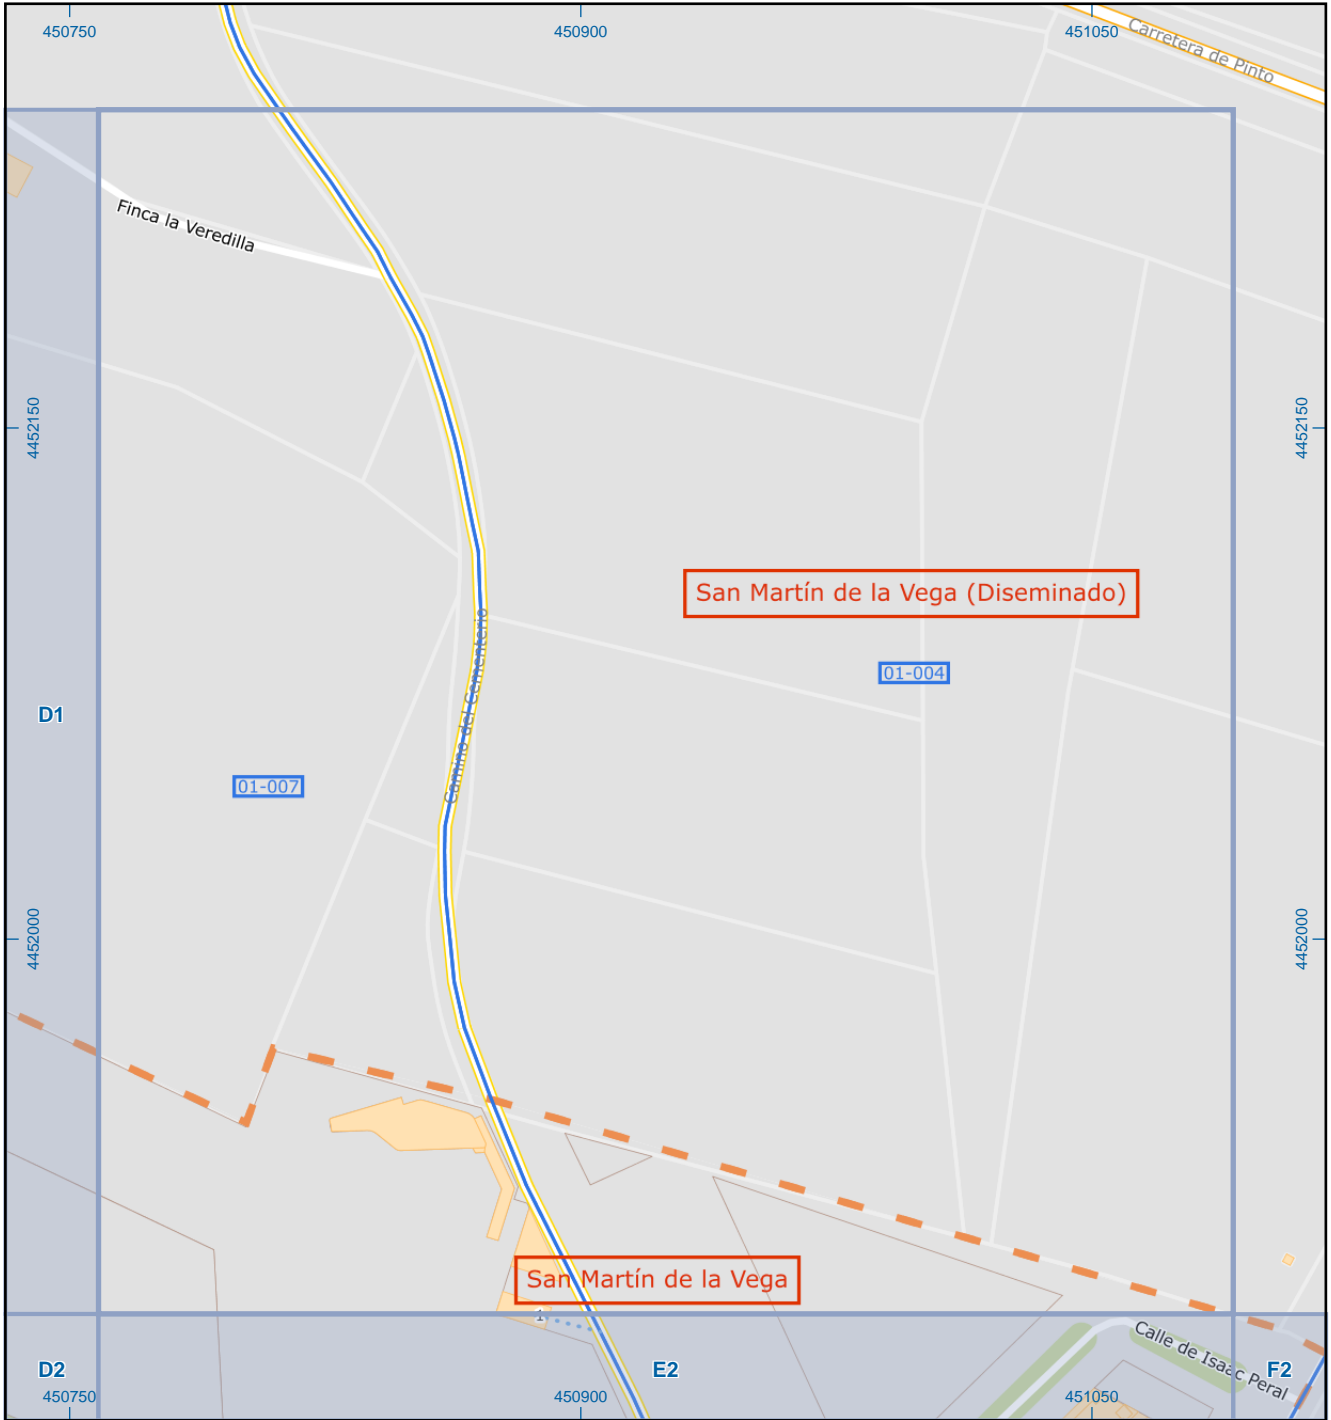 450750
450900
451050
Carretera de Pinto
Finca la Veredilla
4452150
4452150
San Martín de la Vega (Diseminado)
01-004
Camino del Cementerio
D1
01-007
4452000
4452000
San Martín de la Vega
1
Calle de Isaac Peral
D2
E2
F2
450750
450900
451050